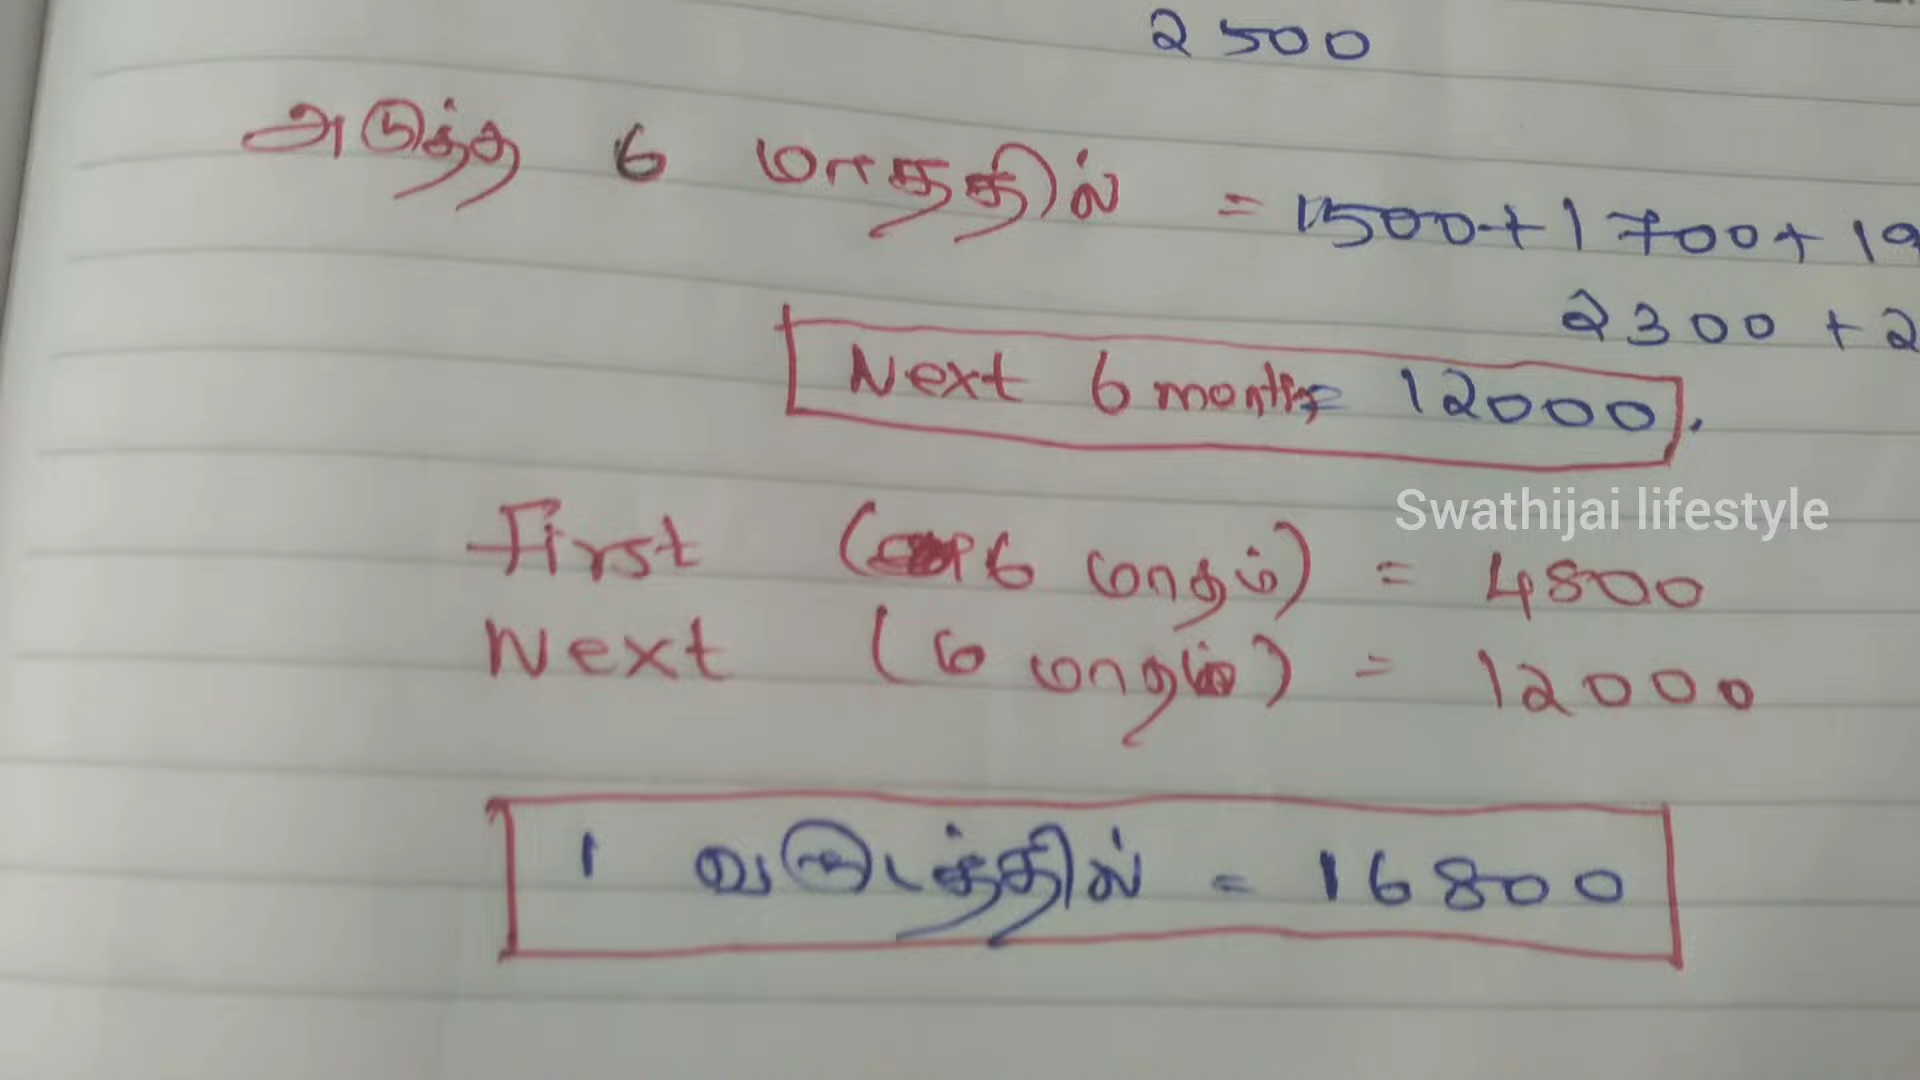 2500
அடுத்த 6 மாதத்தில் = 1500+1700+19
2300 + 2
Next 6 months = 12000.
Swathijai lifestyle
First (6 மாதம்) = 4800
Next (6 மாதம்) = 12000
1 வருடத்தில் = 16800